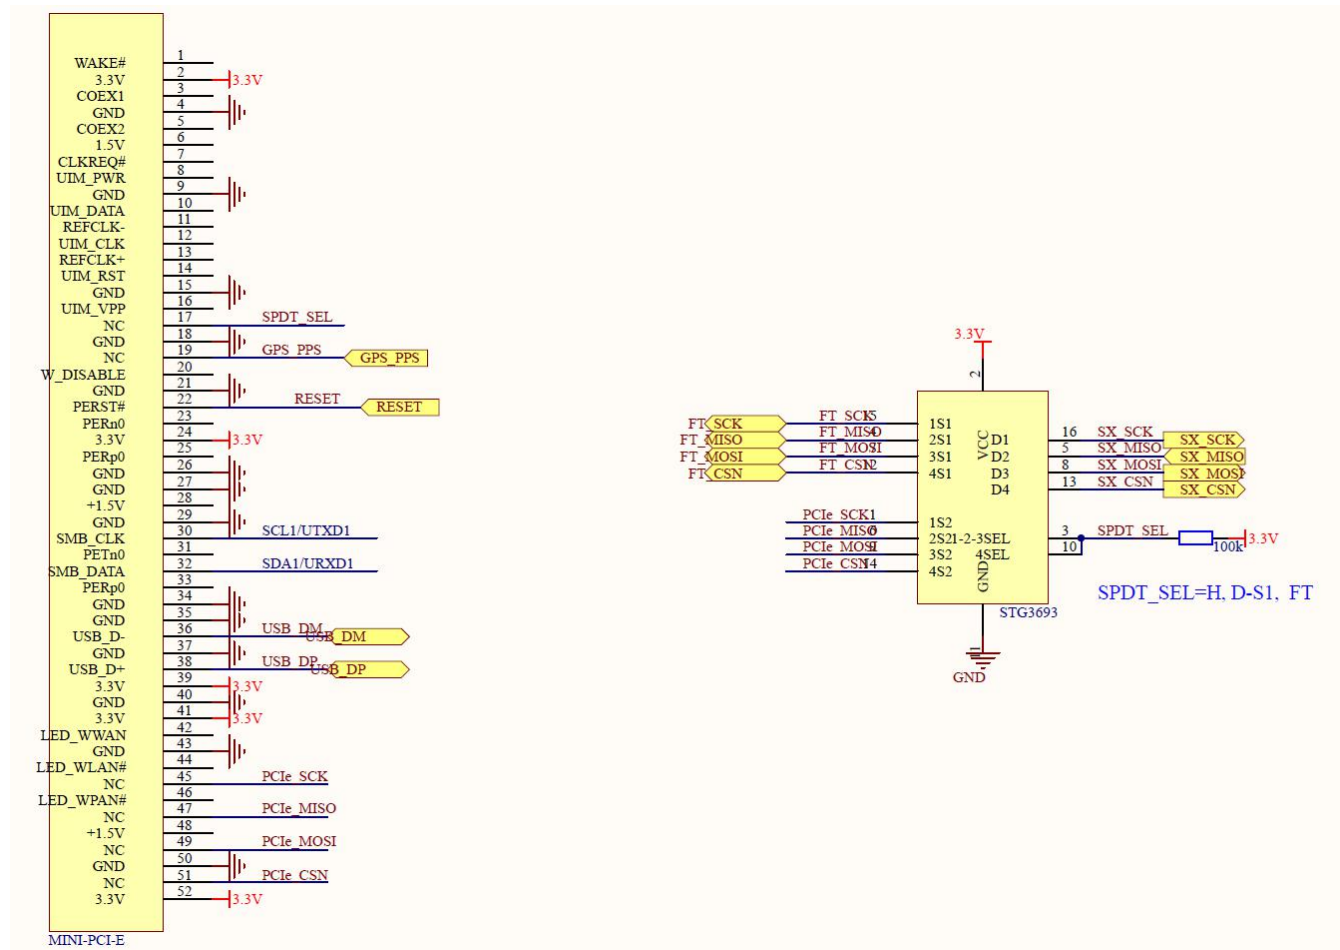 WAKE# 1
3.3V 2 3.3V
COEX1 3
GND 4
COEX2 5
1.5V 6
CLKREQ# 7
UIM_PWR 8
GND 9
UIM_DATA 10
REFCLK- 11
UIM_CLK 12
REFCLK+ 13
UIM_RST 14
GND 15
UIM_VPP 16
NC 17 SPDT_SEL
GND 18
NC 19 GPS_PPS GPS_PPS
W_DISABLE 20
GND 21
PERST# 22 RESET RESET
PERn0 23
3.3V 24 3.3V
PERp0 25
GND 26
GND 27
+1.5V 28
GND 29
SMB_CLK 30 SCL1/UTXD1
PETn0 31
SMB_DATA 32 SDA1/URXD1
PERp0 33
GND 34
GND 35
USB_D- 36 USB_DM USB_DM
GND 37
USB_D+ 38 USB_DP USB_DP
3.3V 39 3.3V
GND 40
3.3V 41 3.3V
LED_WWAN 42
GND 43
LED_WLAN# 44
NC 45 PCIe_SCK
LED_WPAN# 46
NC 47 PCIe_MISO
+1.5V 48
NC 49 PCIe_MOSI
GND 50
NC 51 PCIe_CSN
3.3V 52 3.3V
MINI-PCI-E
3.3V
2
FT_SCK FT_SCK 15 1S1
FT_MISO FT_MISO 2S1
FT_MOSI FT_MOSI 3S1
FT_CSN FT_CSN 12 4S1
VCC
D1 16 SX_SCK SX_SCK
D2 5 SX_MISO SX_MISO
D3 8 SX_MOSI SX_MOSI
D4 13 SX_CSN SX_CSN
PCIe_SCK 1 1S2
PCIe_MISO 2S2 1-2-3SEL 3 SPDT_SEL 100k 3.3V
PCIe_MOSI 3S2 4SEL 10
PCIe_CSN 14 4S2
GND
STG3693
SPDT_SEL=H, D-S1, FT
GND